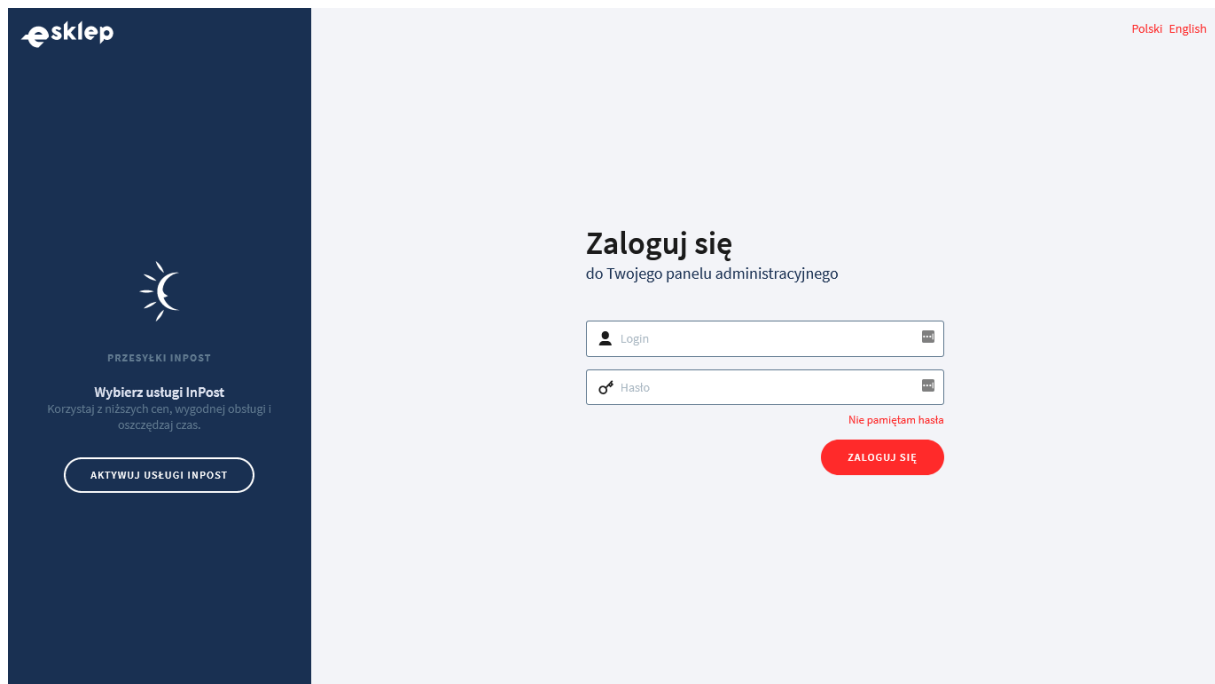 esklep
Polski English
PRZESYŁKI INPOST
Wybierz usługi InPost
Korzystaj z niższych cen, wygodnej obsługi i
oszczędzaj czas.
AKTYWUJ USŁUGI INPOST
Zaloguj się
do Twojego panelu administracyjnego
Login
Hasło
Nie pamiętam hasła
ZALOGUJ SIĘ